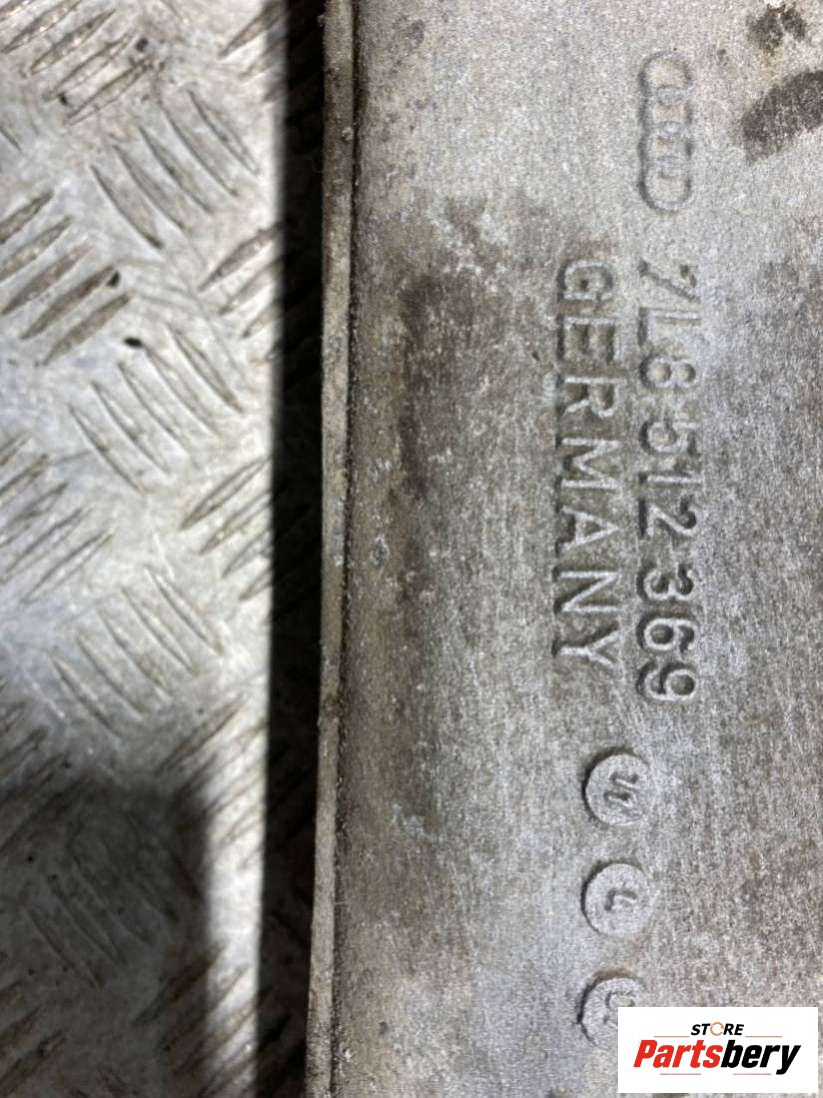 7L8 512 369
GERMANY
STORE
Partsbery